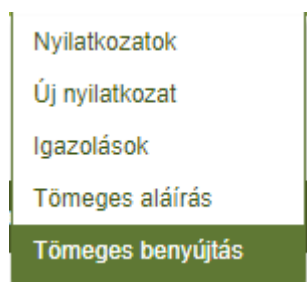 Nyilatkozatok
Új nyilatkozat
Igazolások
Tömeges aláírás
Tömeges benyújtás